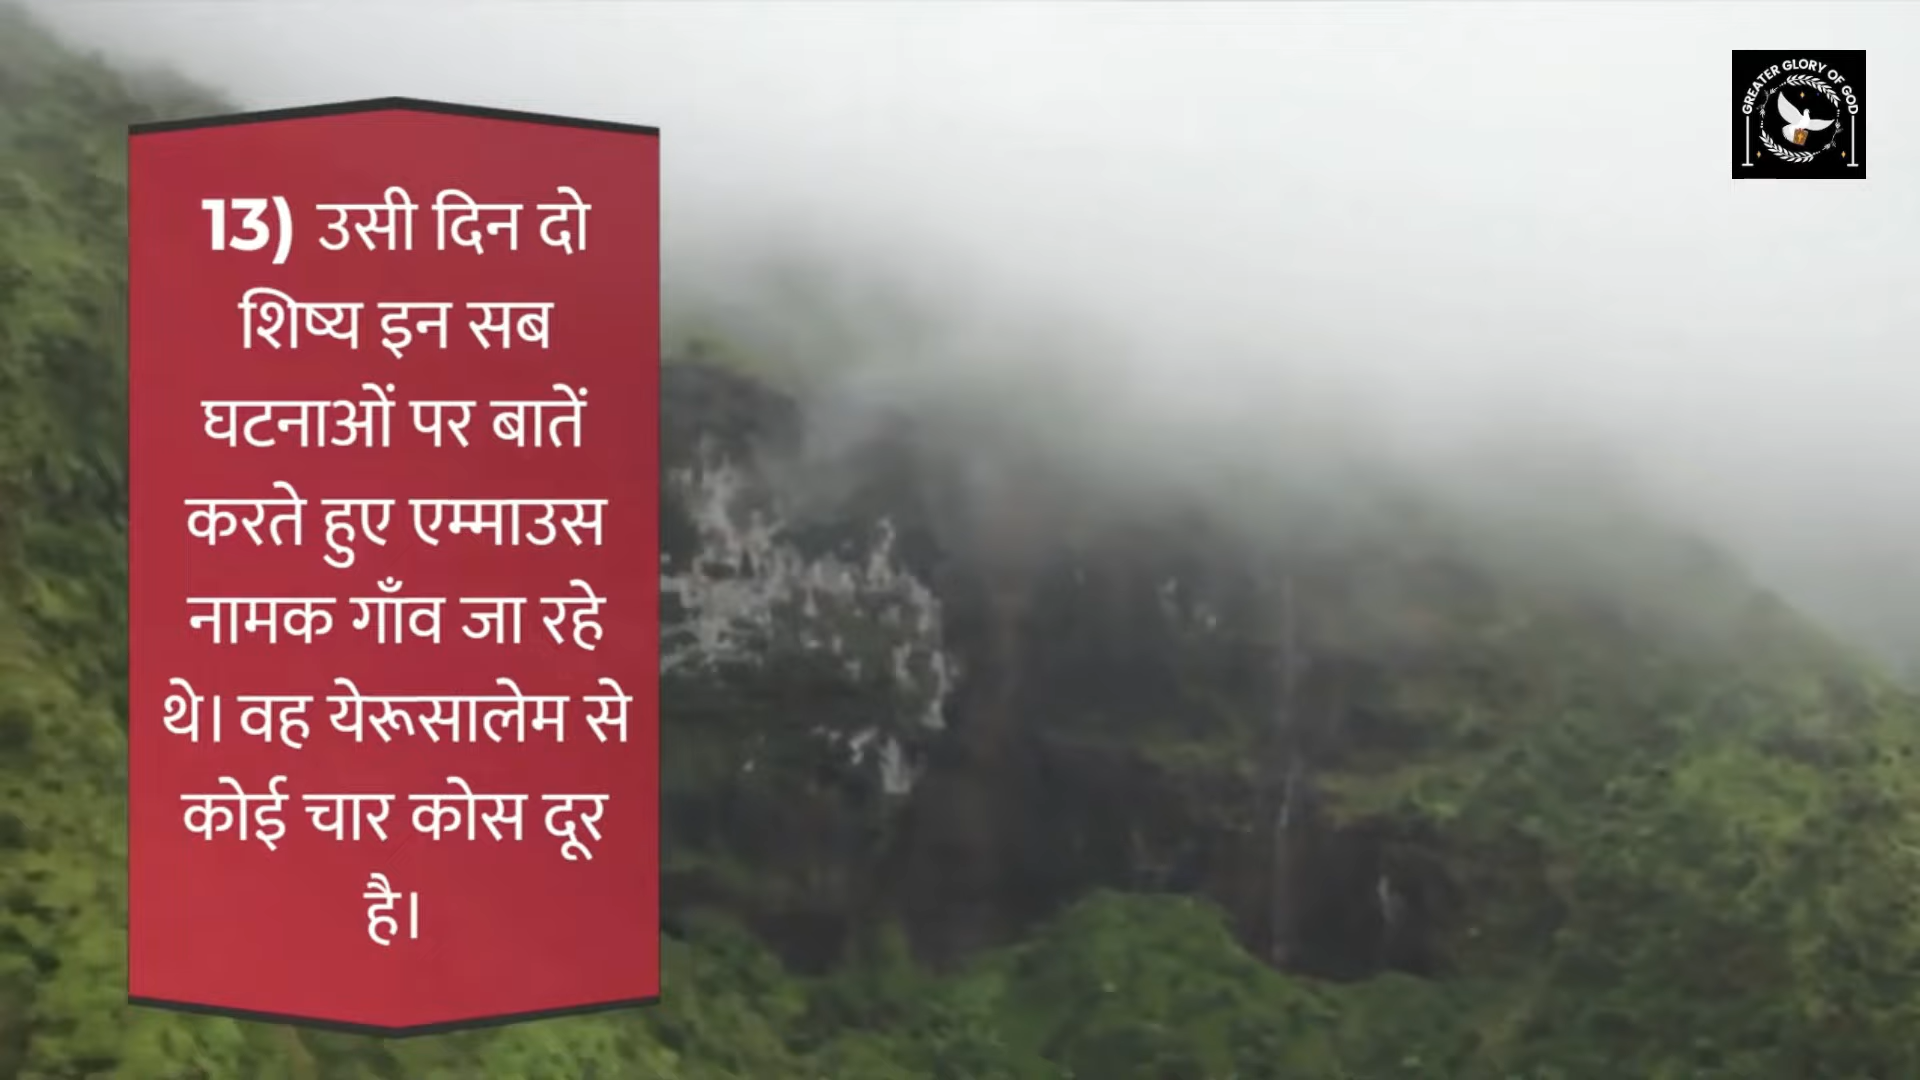 13) उसी दिन दो
शिष्य इन सब
घटनाओं पर बातें
करते हुए एम्माउस
नामक गाँव जा रहे
थे। वह येरूसालेम से
कोई चार कोस दूर
है।
GREATER GLORY OF GOD